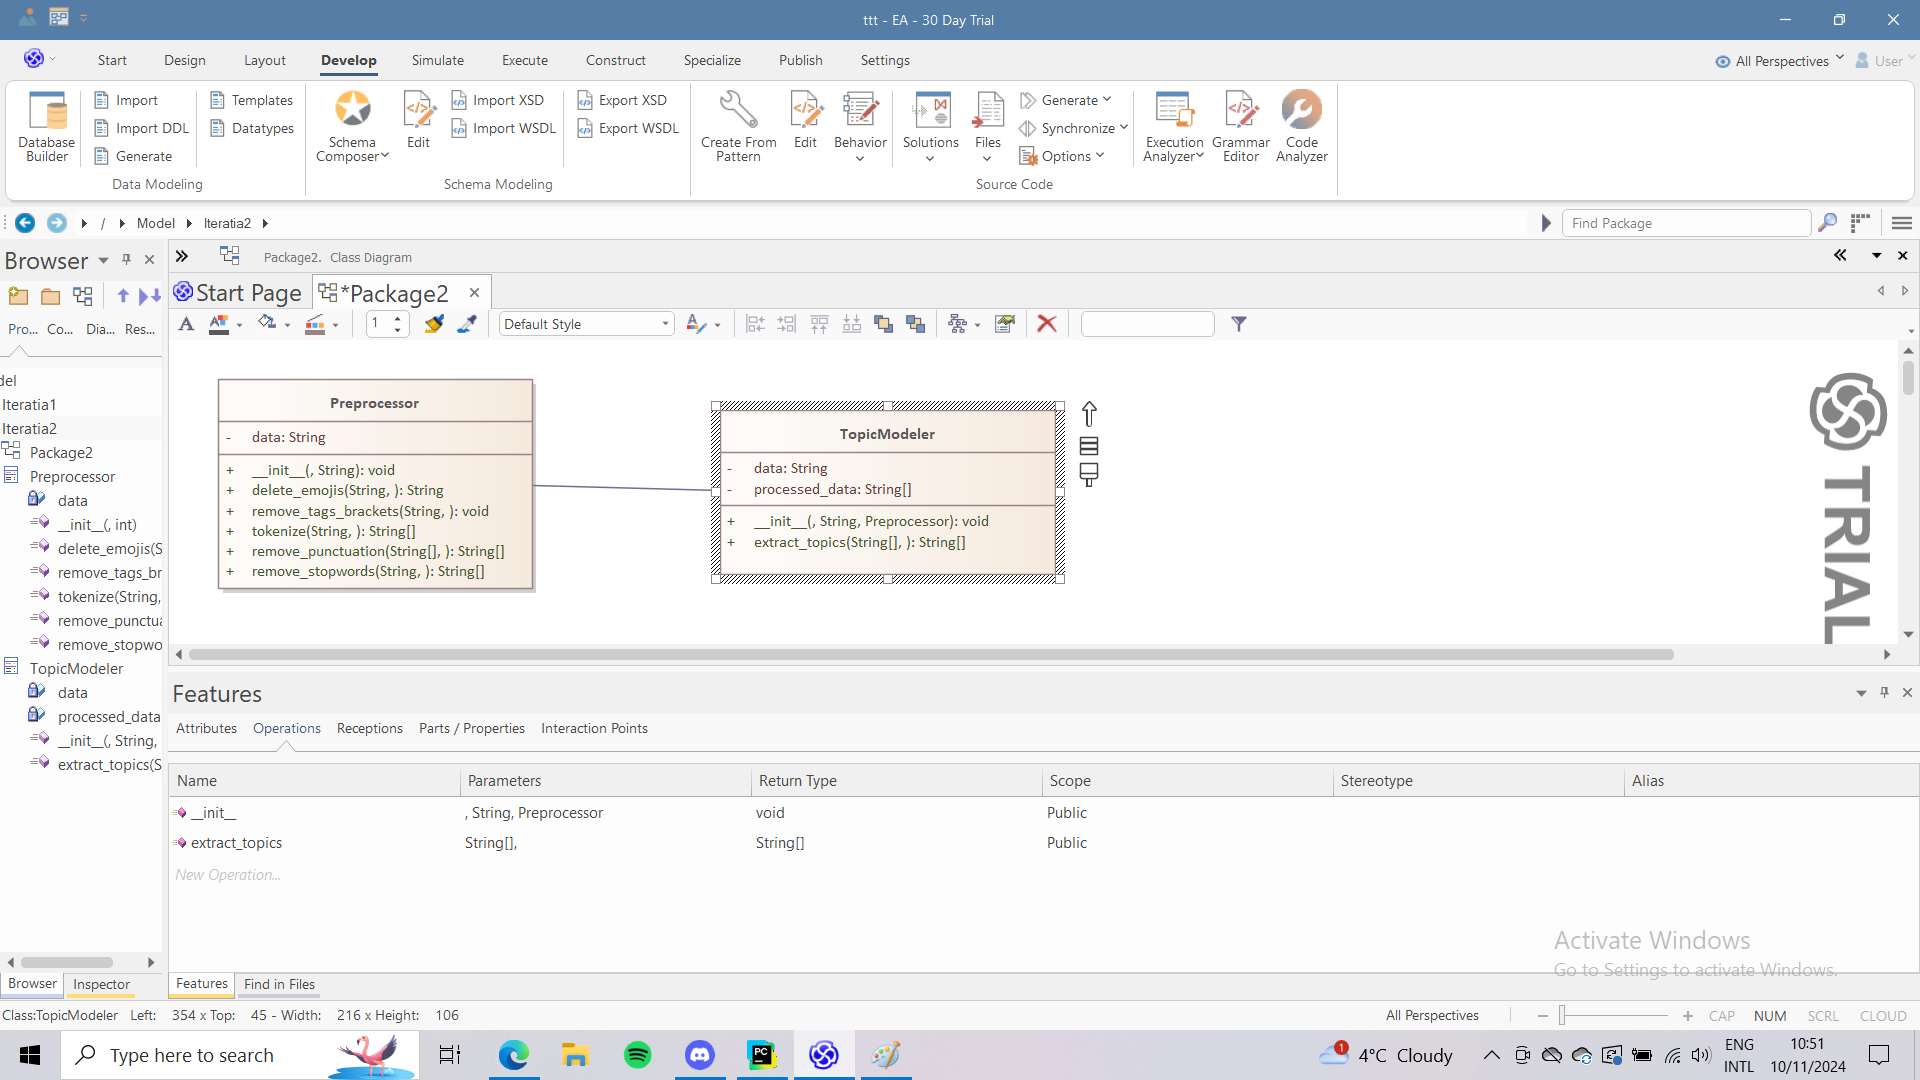 ttt - EA - 30 Day Trial
Start Design Layout Develop Simulate Execute Construct Specialize Publish Settings
All Perspectives User
Database Builder
Import
Import DDL
Generate
Templates
Datatypes
Data Modeling
Schema Composer
Edit
Import XSD
Import WSDL
Export XSD
Export WSDL
Schema Modeling
Create From Pattern
Edit
Behavior
Solutions
Files
Generate
Synchronize
Options
Source Code
Execution Analyzer
Grammar Editor
Code Analyzer
/ Model Iteratia2
Find Package
Browser
Package2. Class Diagram
Start Page
*Package2
Pro... Co... Dia... Res...
1
Default Style
del
Iteratia1
Iteratia2
Package2
Preprocessor
data
__init__(, int)
delete_emojis(S
remove_tags_br
tokenize(String,
remove_punctua
remove_stopwo
TopicModeler
data
processed_data
__init__(, String,
extract_topics(S
Preprocessor
- data: String
+ __init__(, String): void
+ delete_emojis(String, ): String
+ remove_tags_brackets(String, ): void
+ tokenize(String, ): String[]
+ remove_punctuation(String[], ): String[]
+ remove_stopwords(String, ): String[]
TopicModeler
- data: String
- processed_data: String[]
+ __init__(, String, Preprocessor): void
+ extract_topics(String[], ): String[]
TRIAL
Features
Attributes Operations Receptions Parts / Properties Interaction Points
Name Parameters Return Type Scope Stereotype Alias
__init__ , String, Preprocessor void Public
extract_topics String[], String[] Public
New Operation...
Activate Windows
Go to Settings to activate Windows.
Browser Inspector
Features Find in Files
Class:TopicModeler Left: 354 x Top: 45 - Width: 216 x Height: 106
All Perspectives
CAP NUM SCRL CLOUD
Type here to search
PC
1
4°C Cloudy
ENG
INTL
10:51
10/11/2024